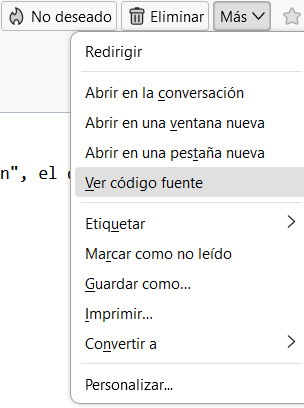 No deseado Eliminar Más
Redirigir
Abrir en la conversación
Abrir en una ventana nueva
Abrir en una pestaña nueva
n", el
Ver código fuente
Etiquetar
Marcar como no leído
Guardar como...
Imprimir...
Convertir a
Personalizar...